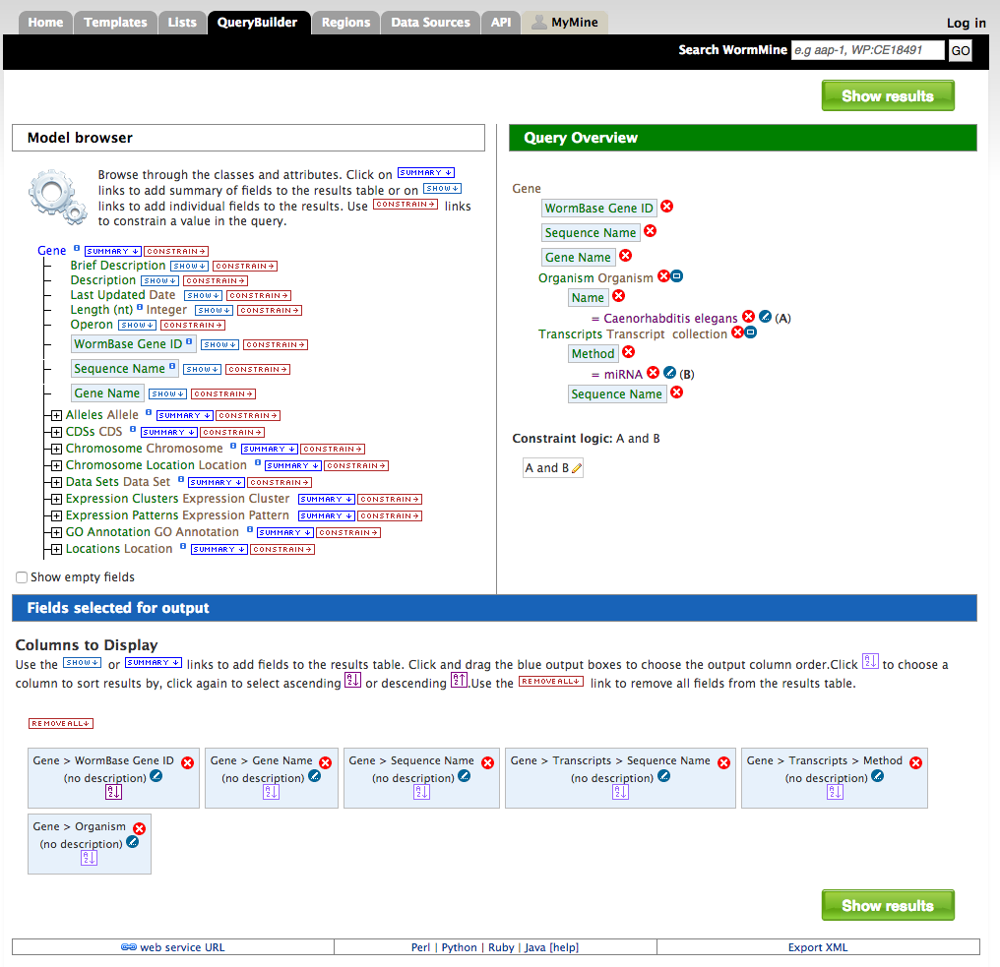 Home Templates Lists QueryBuilder Regions Data Sources API MyMine Log in
Search WormMine e.g aap-1, WP:CE18491 GO
Show results
Model browser
Browse through the classes and attributes. Click on SUMMARY ↓
links to add summary of fields to the results table or on SHOW↓
links to add individual fields to the results. Use CONSTRAIN→ links
to constrain a value in the query.
Gene i SUMMARY ↓ CONSTRAIN→
Brief Description SHOW↓ CONSTRAIN→
Description SHOW↓ CONSTRAIN→
Last Updated Date SHOW↓ CONSTRAIN→
Length (nt) i Integer SHOW↓ CONSTRAIN→
Operon SHOW↓ CONSTRAIN→
WormBase Gene ID i SHOW↓ CONSTRAIN→
Sequence Name i SHOW↓ CONSTRAIN→
Gene Name SHOW↓ CONSTRAIN→
Alleles Allele i SUMMARY ↓ CONSTRAIN→
CDSs CDS i SUMMARY ↓ CONSTRAIN→
Chromosome Chromosome i SUMMARY ↓ CONSTRAIN→
Chromosome Location Location i SUMMARY ↓ CONSTRAIN→
Data Sets Data Set i SUMMARY ↓ CONSTRAIN→
Expression Clusters Expression Cluster SUMMARY ↓ CONSTRAIN→
Expression Patterns Expression Pattern SUMMARY ↓ CONSTRAIN→
GO Annotation GO Annotation i SUMMARY ↓ CONSTRAIN→
Locations Location i SUMMARY ↓ CONSTRAIN→
Show empty fields
Query Overview
Gene
WormBase Gene ID
Sequence Name
Gene Name
Organism Organism
Name
= Caenorhabditis elegans (A)
Transcripts Transcript collection
Method
= miRNA (B)
Sequence Name
Constraint logic: A and B
A and B
Fields selected for output
Columns to Display
Use the SHOW↓ or SUMMARY ↓ links to add fields to the results table. Click and drag the blue output boxes to choose the output column order.Click AZ↓ to choose a
column to sort results by, click again to select ascending AZ↓ or descending AZ↑.Use the REMOVEALL↓ link to remove all fields from the results table.
REMOVEALL↓
Gene > WormBase Gene ID Gene > Gene Name Gene > Sequence Name Gene > Transcripts > Sequence Name Gene > Transcripts > Method
(no description) (no description) (no description) (no description) (no description)
AZ↓ AZ↓ AZ↓ AZ↓ AZ↓
Gene > Organism
(no description)
AZ↓
Show results
web service URL Perl | Python | Ruby | Java [help] Export XML